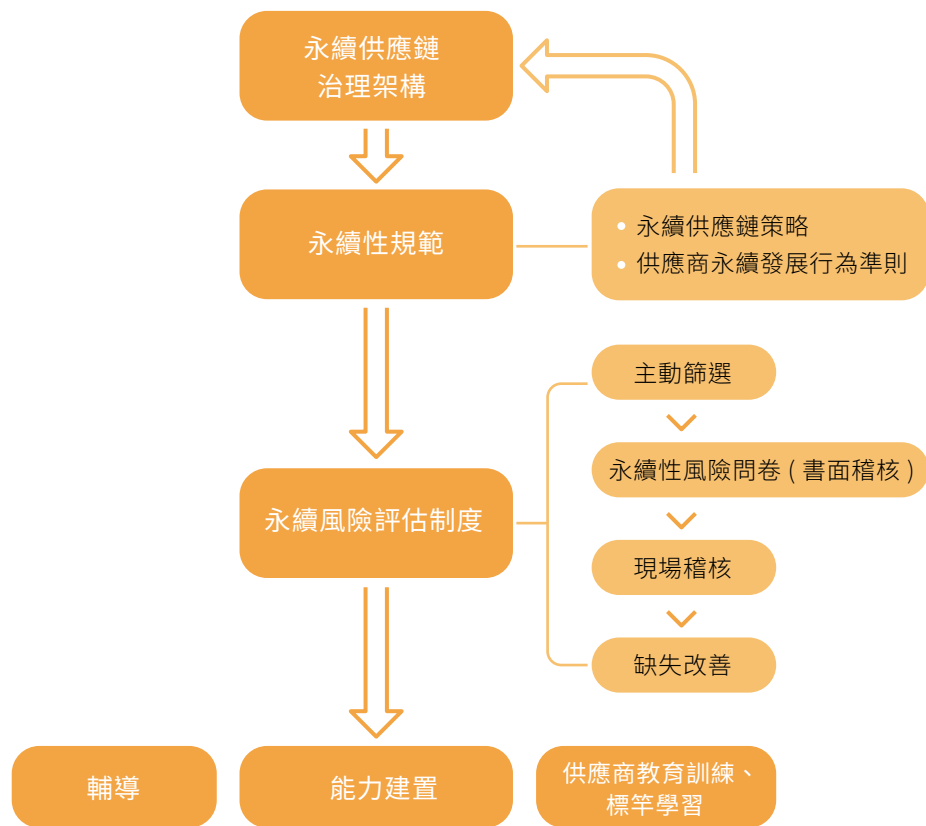 永續供應鏈
治理架構
永續性規範
• 永續供應鏈策略
• 供應商永續發展行為準則
永續風險評估制度
主動篩選
永續性風險問卷 ( 書面稽核 )
現場稽核
缺失改善
輔導
能力建置
供應商教育訓練、
標竿學習